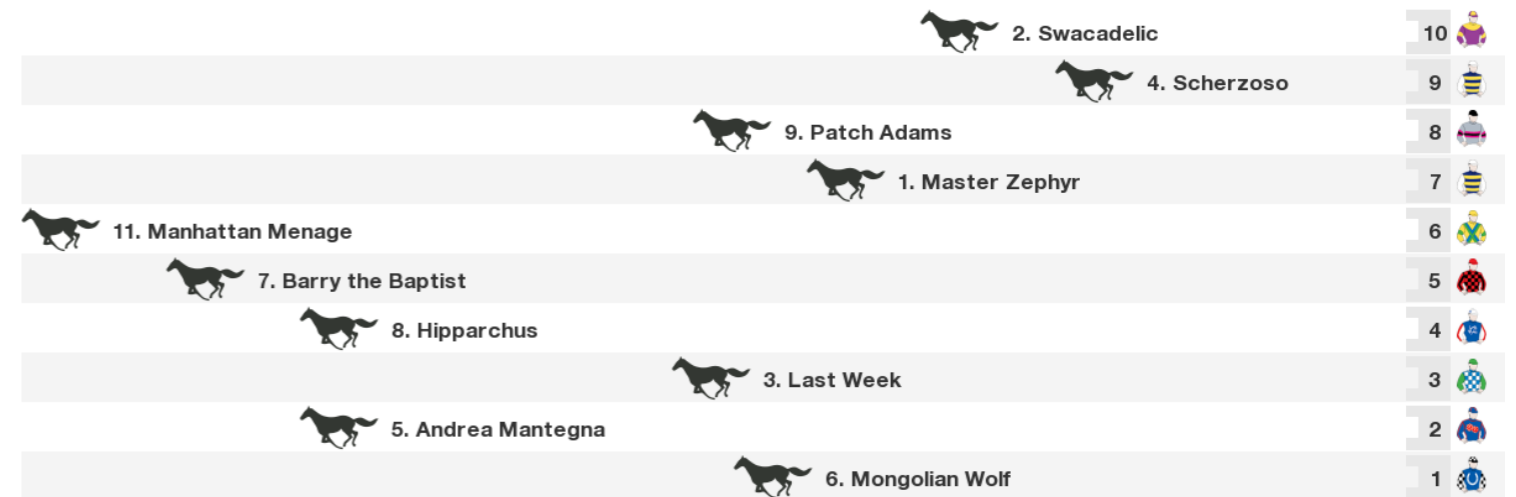 2. Swacadelic 10
4. Scherzoso 9
9. Patch Adams 8
1. Master Zephyr 7
11. Manhattan Menage 6
7. Barry the Baptist 5
8. Hipparchus 4
3. Last Week 3
5. Andrea Mantegna 2
6. Mongolian Wolf 1